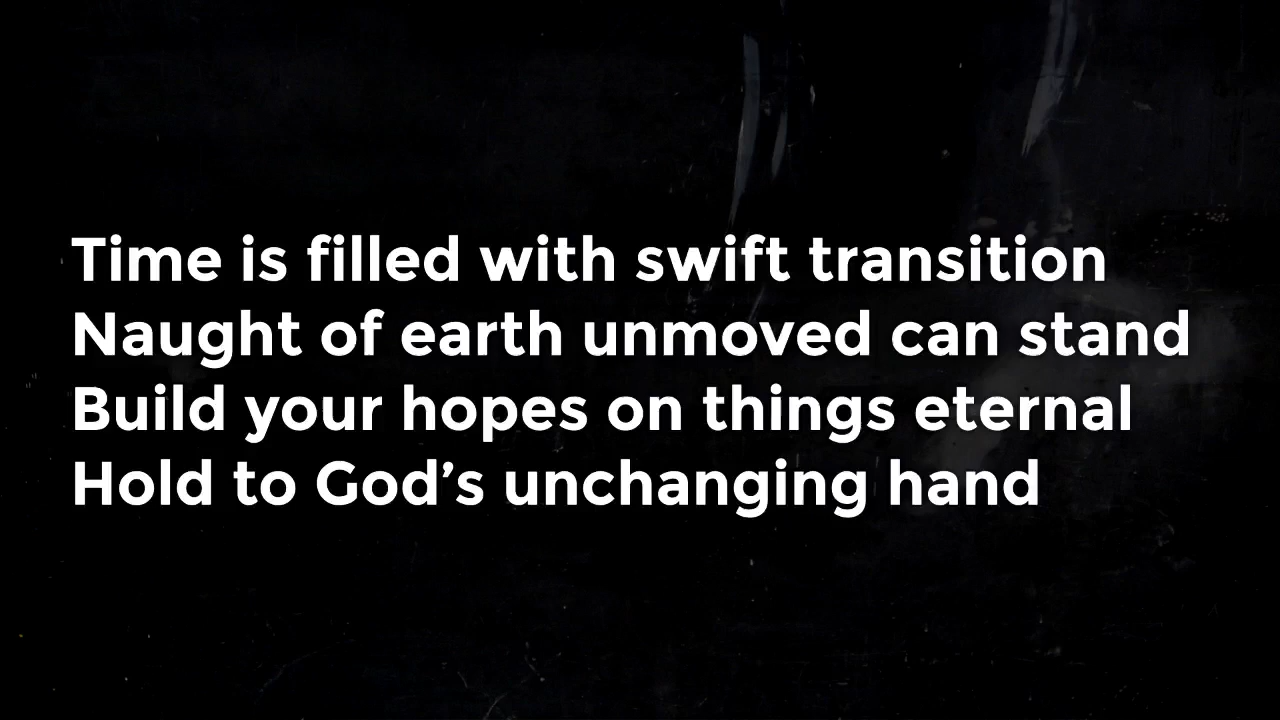 Time is filled with swift transition
Naught of earth unmoved can stand
Build your hopes on things eternal
Hold to God’s unchanging hand